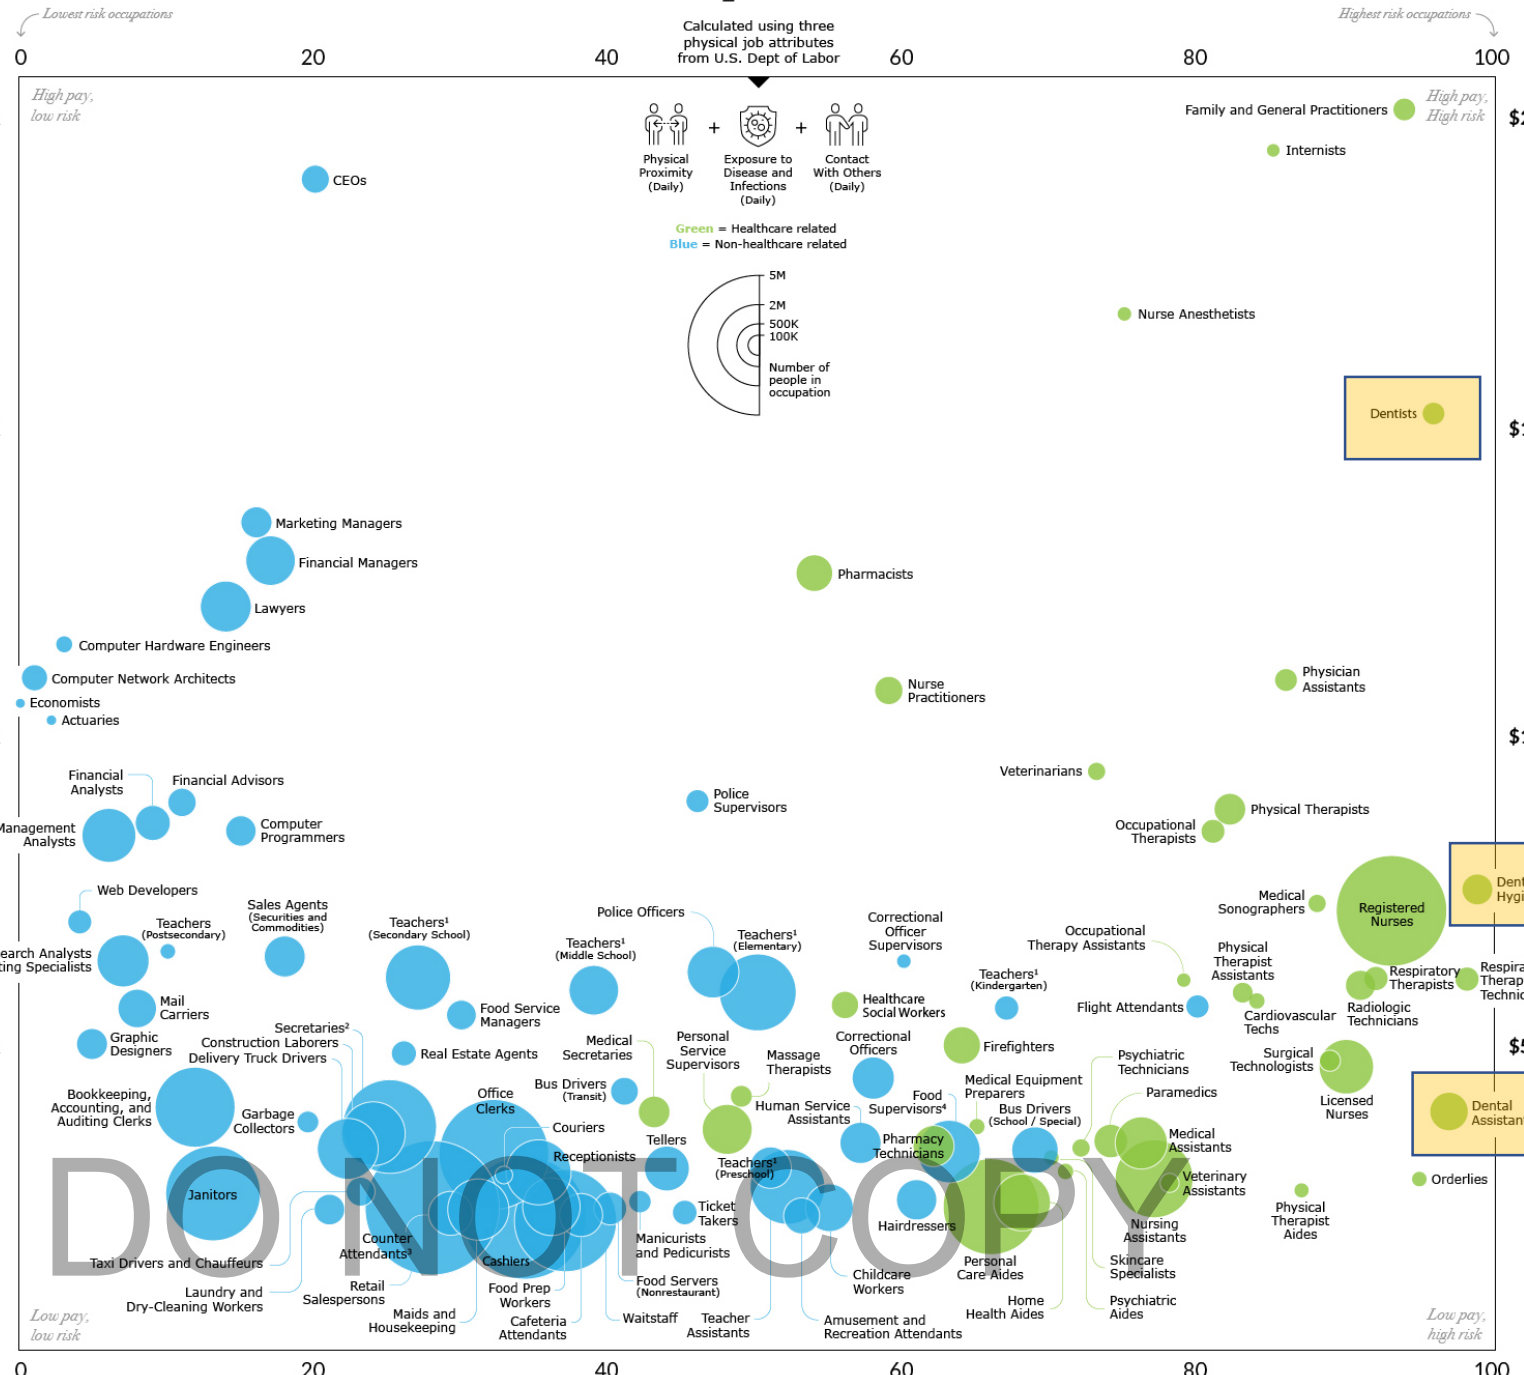 Lowest risk occupations
Highest risk occupations
Calculated using three
physical job attributes
from U.S. Dept of Labor
0
20
40
60
80
100
High pay,
low risk
High pay,
High risk
Physical
Proximity
(Daily)
+
Exposure to
Disease and
Infections
(Daily)
+
Contact
With Others
(Daily)
Green = Healthcare related
Blue = Non-healthcare related
5M
2M
500K
100K
Number of
people in
occupation
Family and General Practitioners
Internists
CEOs
Nurse Anesthetists
Dentists
Marketing Managers
Financial Managers
Lawyers
Pharmacists
Computer Hardware Engineers
Computer Network Architects
Economists
Actuaries
Nurse
Practitioners
Physician
Assistants
Veterinarians
Financial
Analysts
Financial Advisors
Management
Analysts
Computer
Programmers
Police
Supervisors
Physical Therapists
Occupational
Therapists
Web Developers
Teachers
(Postsecondary)
Sales Agents
(Securities and
Commodities)
Teachers¹
(Secondary School)
Teachers¹
(Middle School)
Police Officers
Teachers¹
(Elementary)
Correctional
Officer
Supervisors
Medical
Sonographers
Registered
Nurses
Occupational
Therapy Assistants
Physical
Therapist
Assistants
Mail
Carriers
Graphic
Designers
Food Service
Managers
Real Estate Agents
Healthcare
Social Workers
Teachers¹
(Kindergarten)
Flight Attendants
Cardiovascular
Techs
Respiratory
Therapists
Radiologic
Technicians
Secretaries²
Construction Laborers
Delivery Truck Drivers
Medical
Secretaries
Personal
Service
Supervisors
Massage
Therapists
Correctional
Officers
Firefighters
Surgical
Technologists
Licensed
Nurses
Psychiatric
Technicians
Paramedics
Bookkeeping,
Accounting, and
Auditing Clerks
Garbage
Collectors
Office
Clerks
Bus Drivers
(Transit)
Human Service
Assistants
Food
Supervisors⁴
Medical Equipment
Preparers
Bus Drivers
(School / Special)
Couriers
Receptionists
Tellers
Teachers¹
(Preschool)
Pharmacy
Technicians
Medical
Assistants
Veterinary
Assistants
Orderlies
Janitors
DO NOT COPY
Counter
Attendants³
Cashiers
Ticket
Takers
Manicurists
and Pedicurists
Hairdressers
Nursing
Assistants
Physical
Therapist
Aides
Taxi Drivers and Chauffeurs
Laundry and
Dry-Cleaning Workers
Retail
Salespersons
Maids and
Housekeeping
Food Prep
Workers
Cafeteria
Attendants
Food Servers
(Nonrestaurant)
Waitstaff
Teacher
Assistants
Childcare
Workers
Amusement and
Recreation Attendants
Personal
Care Aides
Home
Health Aides
Skincare
Specialists
Psychiatric
Aides
Low pay,
low risk
Low pay,
high risk
0
20
40
60
80
100